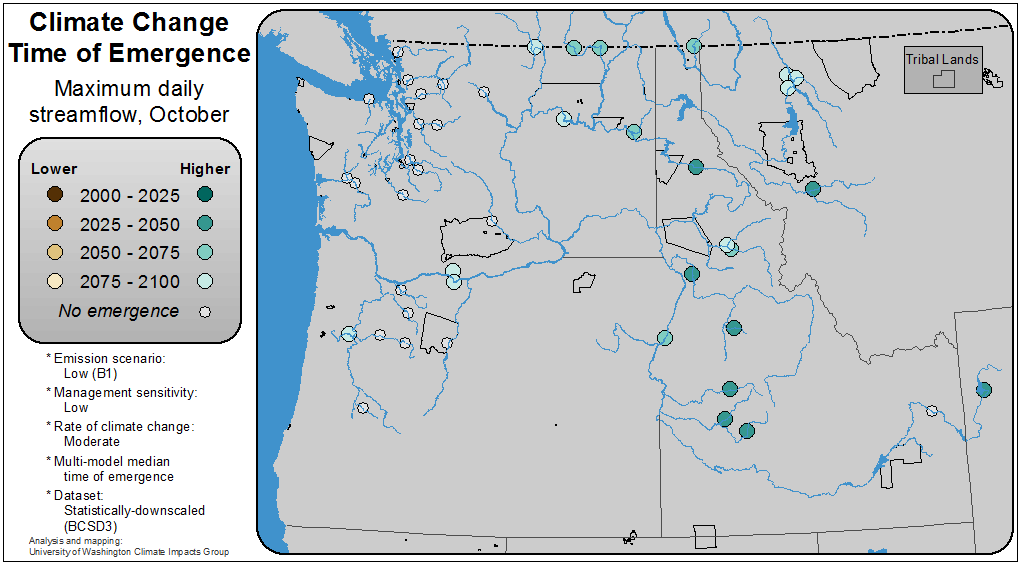 Climate Change
Time of Emergence
Maximum daily
streamflow, October
Lower Higher
2000 - 2025
2025 - 2050
2050 - 2075
2075 - 2100
No emergence
* Emission scenario:
Low (B1)
* Management sensitivity:
Low
* Rate of climate change:
Moderate
* Multi-model median
time of emergence
* Dataset:
Statistically-downscaled
(BCSD3)
Analysis and mapping:
University of Washington Climate Impacts Group
Tribal Lands